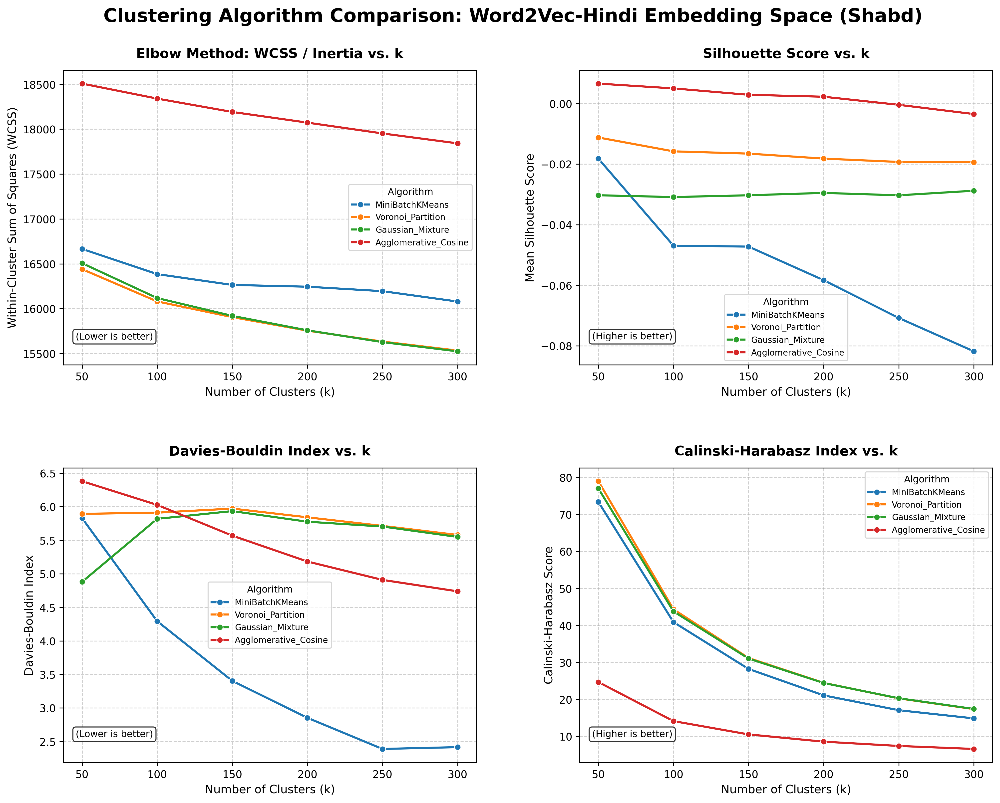 Clustering Algorithm Comparison: Word2Vec-Hindi Embedding Space (Shabd)
Elbow Method: WCSS / Inertia vs. k
Within-Cluster Sum of Squares (WCSS)
18500
18000
17500
17000
16500
16000
15500
Algorithm
MiniBatchKMeans
Voronoi_Partition
Gaussian_Mixture
Agglomerative_Cosine
(Lower is better)
50 100 150 200 250 300
Number of Clusters (k)
Silhouette Score vs. k
Mean Silhouette Score
0.00
−0.02
−0.04
−0.06
−0.08
Algorithm
MiniBatchKMeans
Voronoi_Partition
Gaussian_Mixture
Agglomerative_Cosine
(Higher is better)
50 100 150 200 250 300
Number of Clusters (k)
Davies-Bouldin Index vs. k
Davies-Bouldin Index
6.5
6.0
5.5
5.0
4.5
4.0
3.5
3.0
2.5
Algorithm
MiniBatchKMeans
Voronoi_Partition
Gaussian_Mixture
Agglomerative_Cosine
(Lower is better)
50 100 150 200 250 300
Number of Clusters (k)
Calinski-Harabasz Index vs. k
Calinski-Harabasz Score
80
70
60
50
40
30
20
10
Algorithm
MiniBatchKMeans
Voronoi_Partition
Gaussian_Mixture
Agglomerative_Cosine
(Higher is better)
50 100 150 200 250 300
Number of Clusters (k)